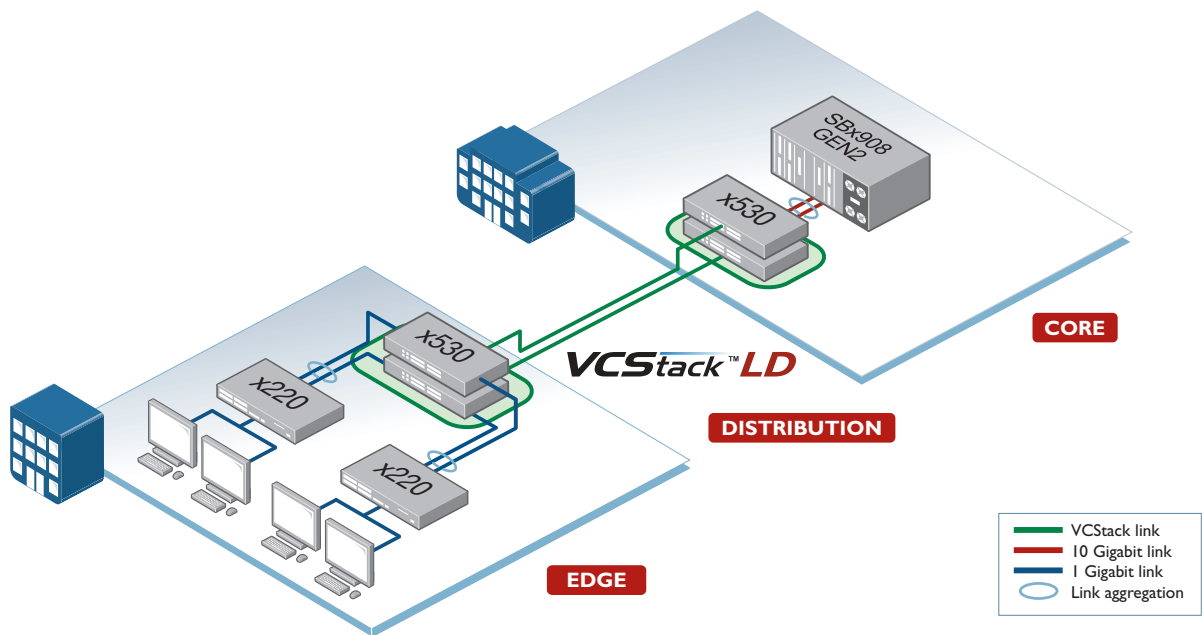 SBx908
GEN2
x530
CORE
x530
VCStack™ LD
x220
DISTRIBUTION
x220
EDGE
VCStack link
10 Gigabit link
1 Gigabit link
Link aggregation